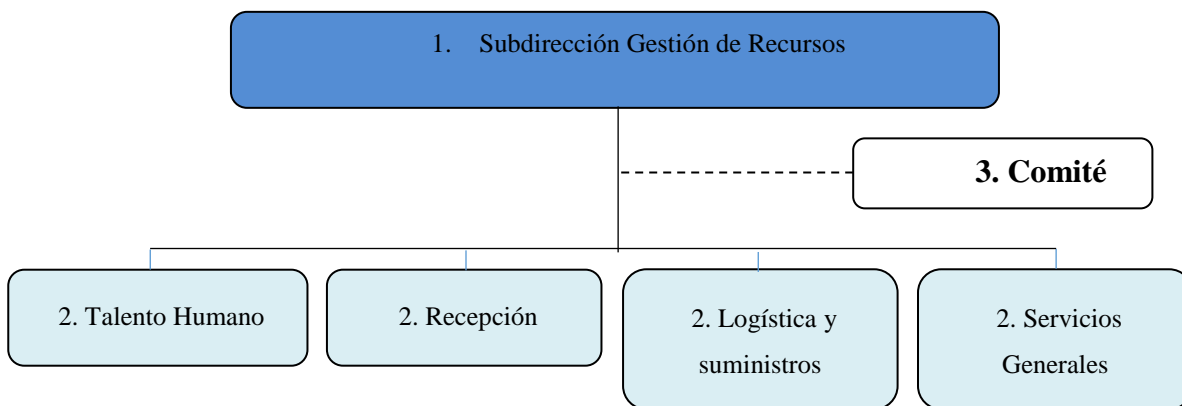 1. Subdirección Gestión de Recursos
3. Comité
2. Talento Humano
2. Recepción
2. Logística y
suministros
2. Servicios
Generales